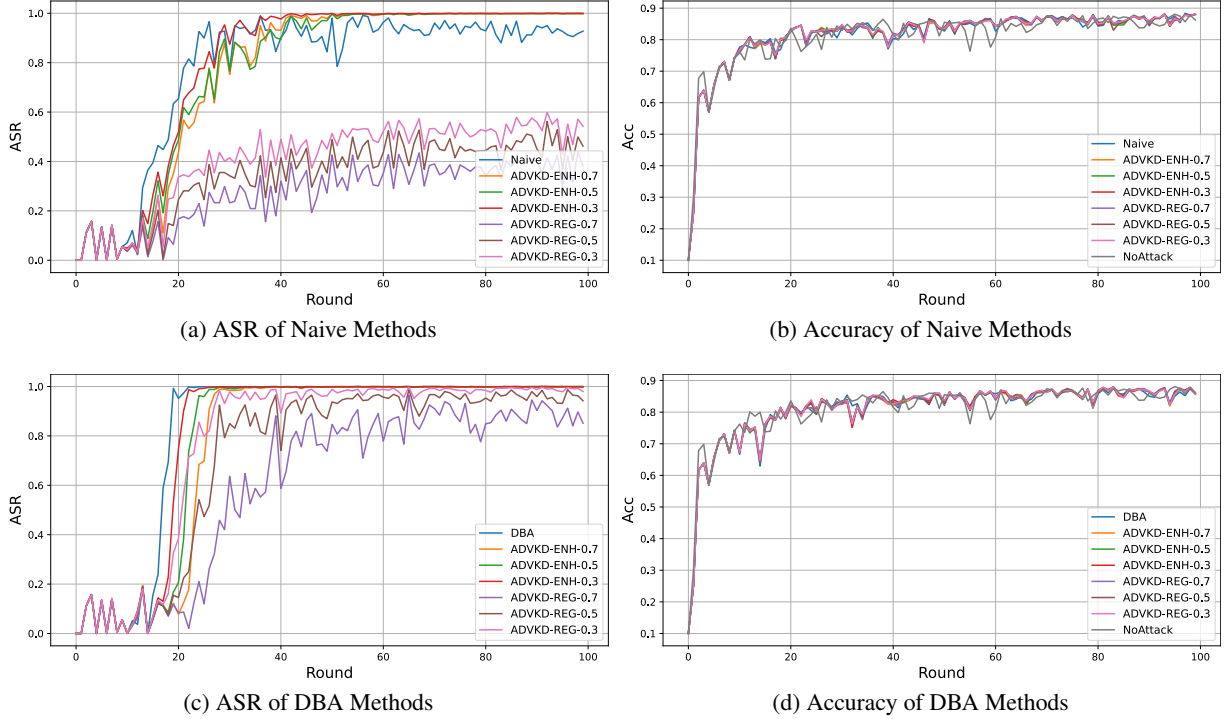 1.0
0.8
0.6
0.4
0.2
0.0
ASR
0
20
40
60
80
100
Round
Naive
ADVKD-ENH-0.7
ADVKD-ENH-0.5
ADVKD-ENH-0.3
ADVKD-REG-0.7
ADVKD-REG-0.5
ADVKD-REG-0.3
(a) ASR of Naive Methods
0.9
0.8
0.7
0.6
0.5
0.4
0.3
0.2
0.1
Acc
0
20
40
60
80
100
Round
Naive
ADVKD-ENH-0.7
ADVKD-ENH-0.5
ADVKD-ENH-0.3
ADVKD-REG-0.7
ADVKD-REG-0.5
ADVKD-REG-0.3
NoAttack
(b) Accuracy of Naive Methods
1.0
0.8
0.6
0.4
0.2
0.0
ASR
0
20
40
60
80
100
Round
DBA
ADVKD-ENH-0.7
ADVKD-ENH-0.5
ADVKD-ENH-0.3
ADVKD-REG-0.7
ADVKD-REG-0.5
ADVKD-REG-0.3
(c) ASR of DBA Methods
0.9
0.8
0.7
0.6
0.5
0.4
0.3
0.2
0.1
Acc
0
20
40
60
80
100
Round
DBA
ADVKD-ENH-0.7
ADVKD-ENH-0.5
ADVKD-ENH-0.3
ADVKD-REG-0.7
ADVKD-REG-0.5
ADVKD-REG-0.3
NoAttack
(d) Accuracy of DBA Methods